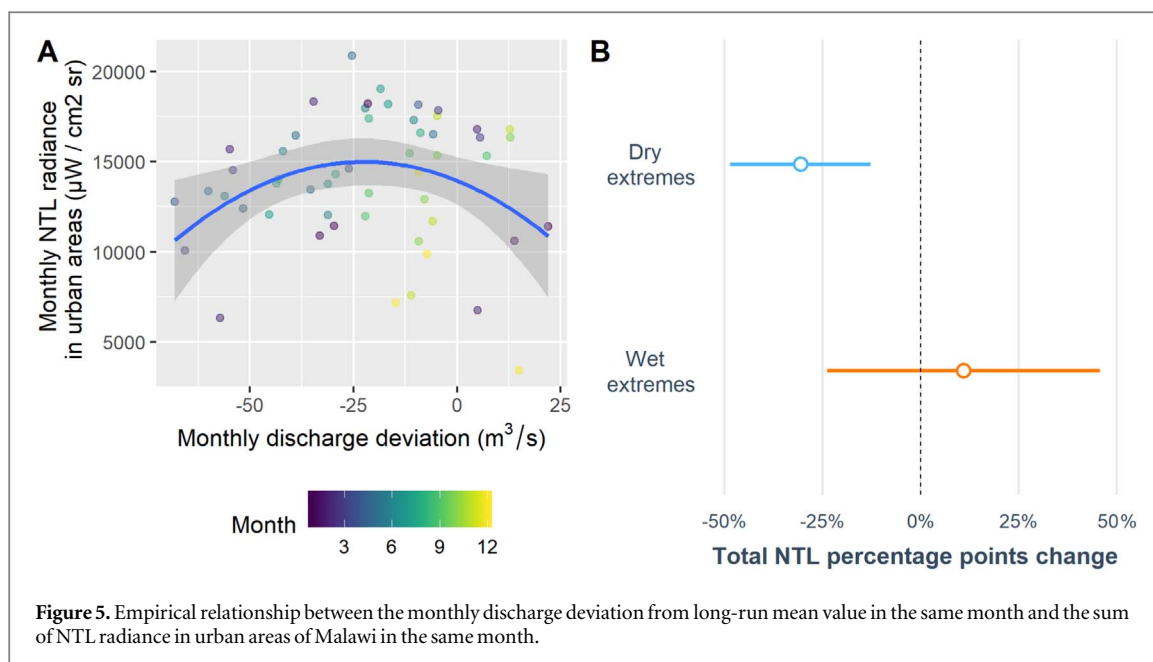 A
Monthly NTL radiance
in urban areas (µW / cm2 sr)
20000
15000
10000
5000
-50
-25
0
25
Monthly discharge deviation (m³/s)
Month
3
6
9
12
B
Dry
extremes
Wet
extremes
-50%
-25%
0%
25%
50%
Total NTL percentage points change
Figure 5. Empirical relationship between the monthly discharge deviation from long-run mean value in the same month and the sum
of NTL radiance in urban areas of Malawi in the same month.